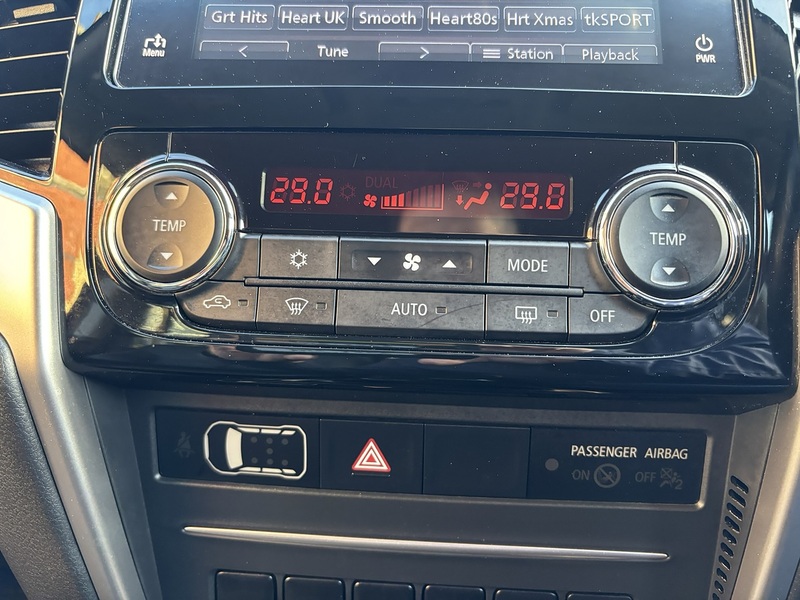 Grt Hits Heart UK Smooth Heart80s Hrt Xmas tkSPORT
Menu < Tune > Station Playback PWR
DUAL
29.0 29.0
TEMP TEMP
MODE
AUTO OFF
PASSENGER AIRBAG
ON OFF 2